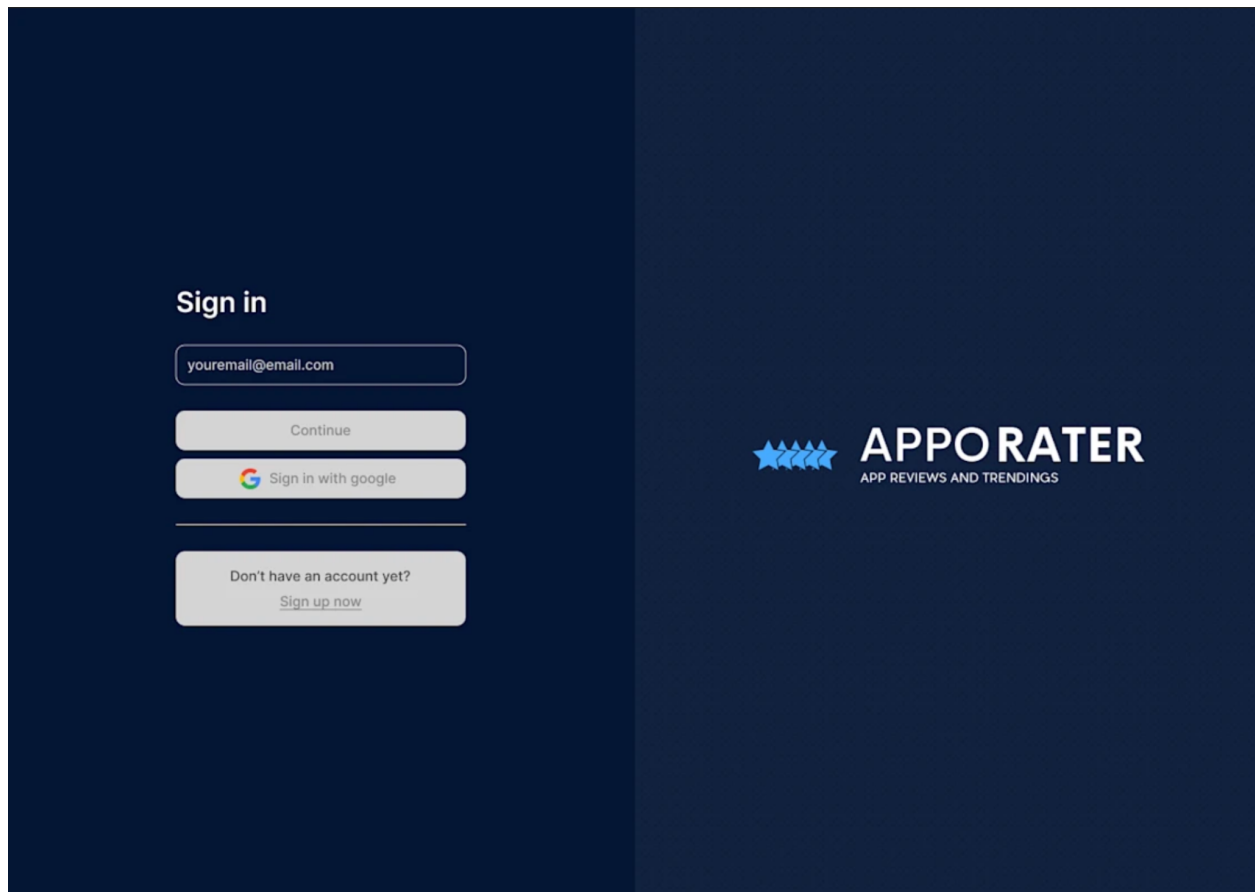 Sign in
youremail@email.com
Continue
Sign in with google
Don't have an account yet?
Sign up now
APPORATER
APP REVIEWS AND TRENDINGS